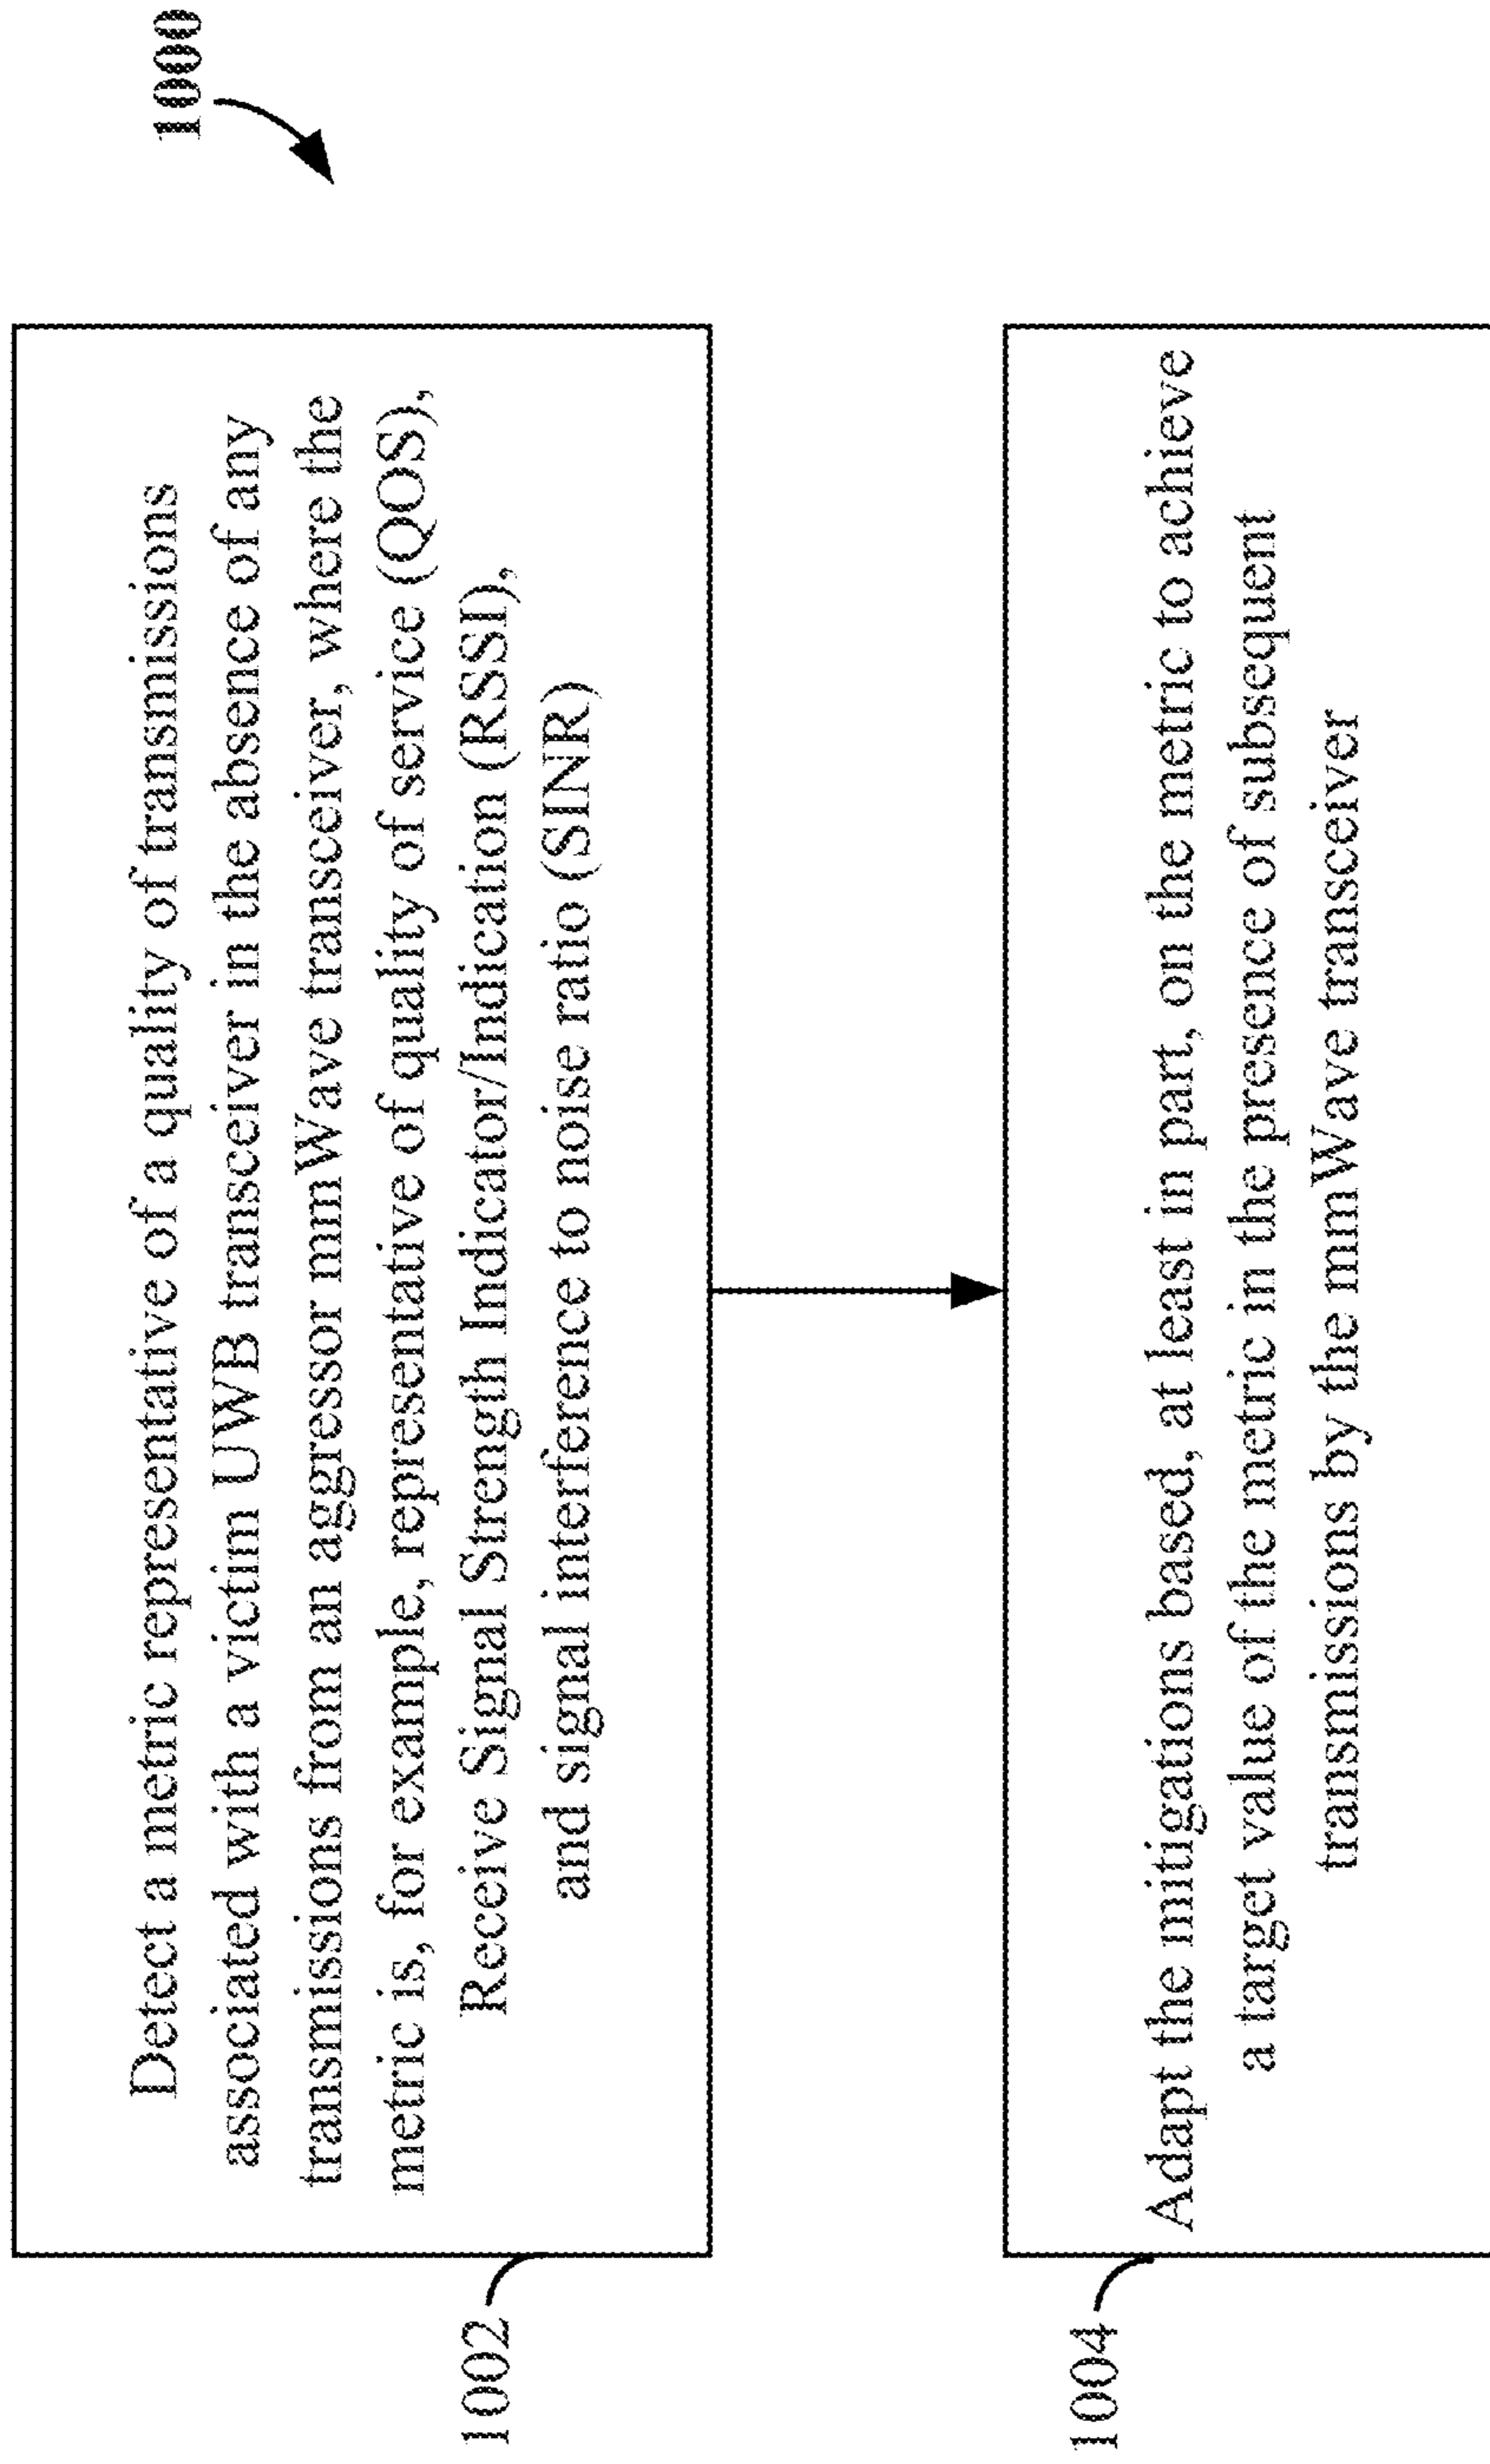 1000
Detect a metric representative of a quality of transmissions
associated with a victim UWB transceiver in the absence of any
transmissions from an aggressor mmWave transceiver, where the
metric is, for example, representative of quality of service (QOS),
Receive Signal Strength Indicator/Indication (RSSI),
and signal interference to noise ratio (SINR)
1002
Adapt the mitigations based, at least in part, on the metric to achieve
a target value of the metric in the presence of subsequent
transmissions by the mmWave transceiver
1004